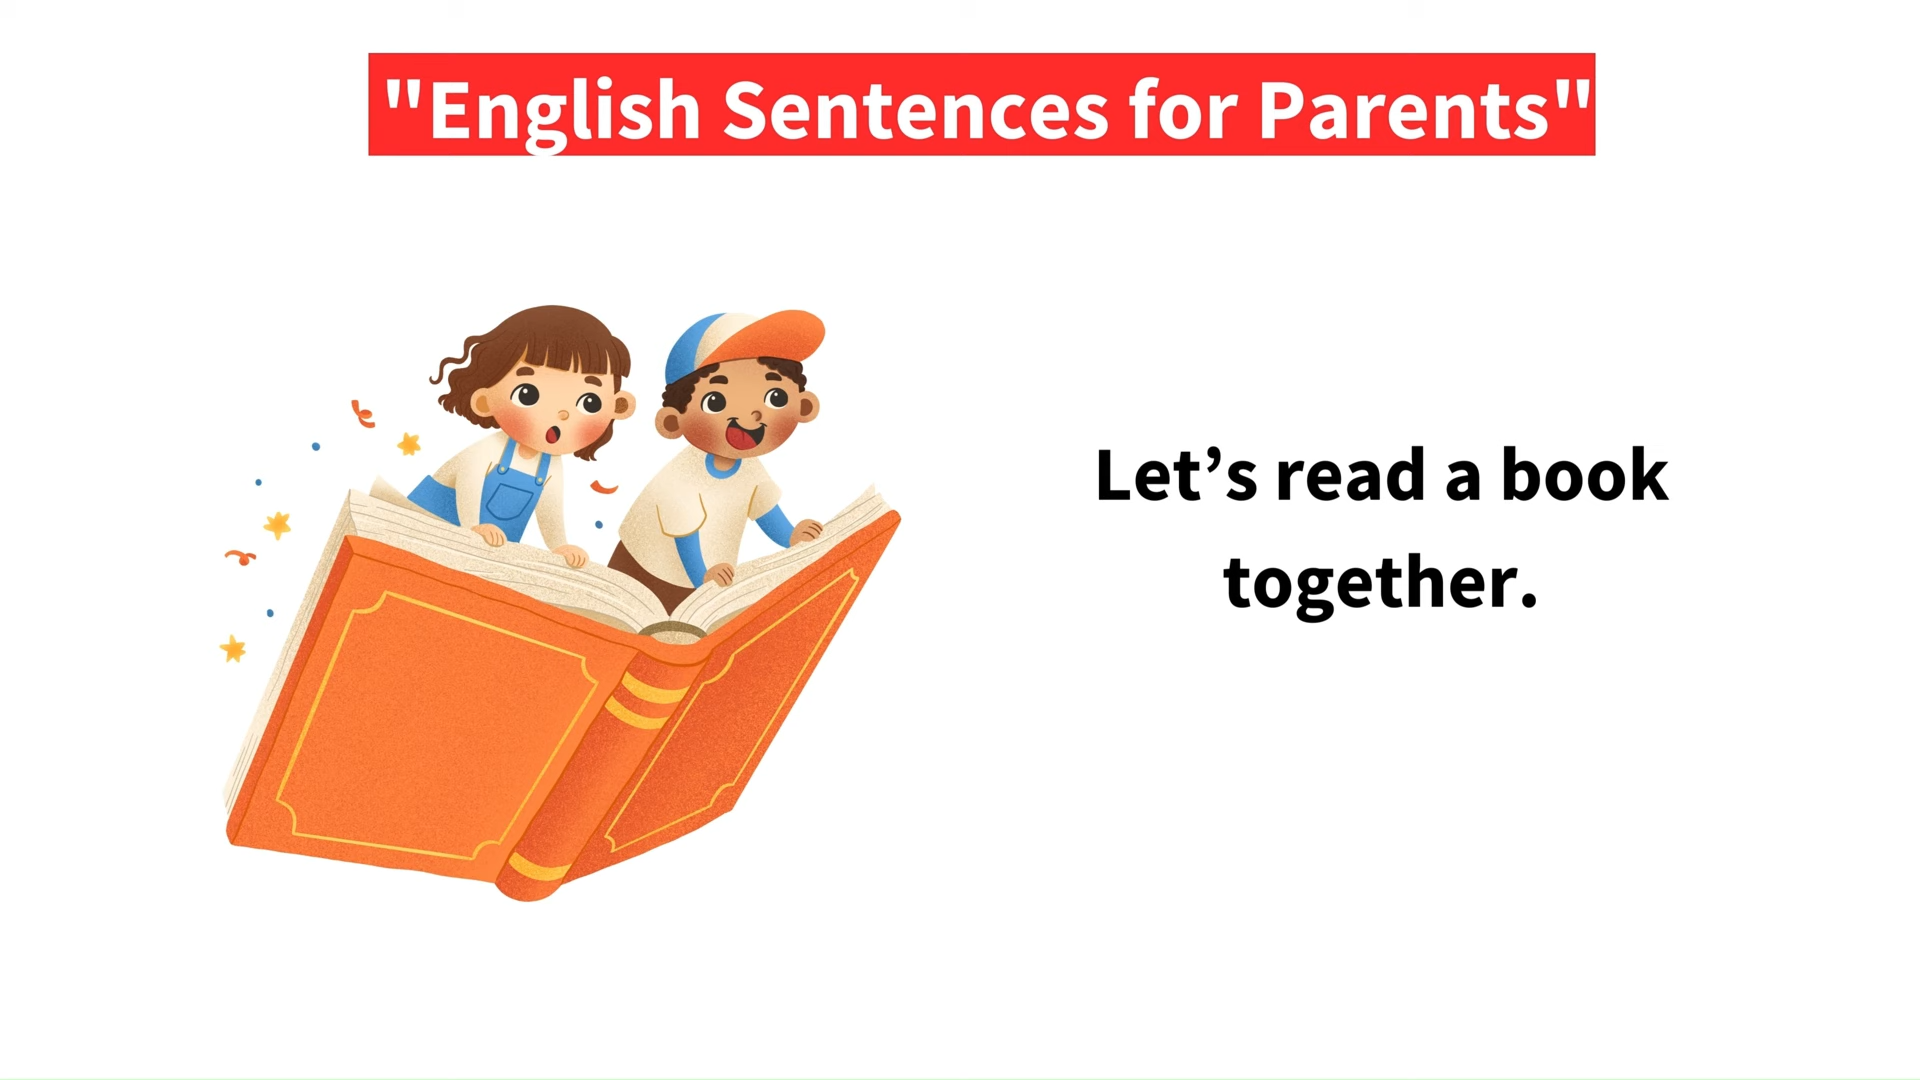 "English Sentences for Parents"
Let’s read a book
together.